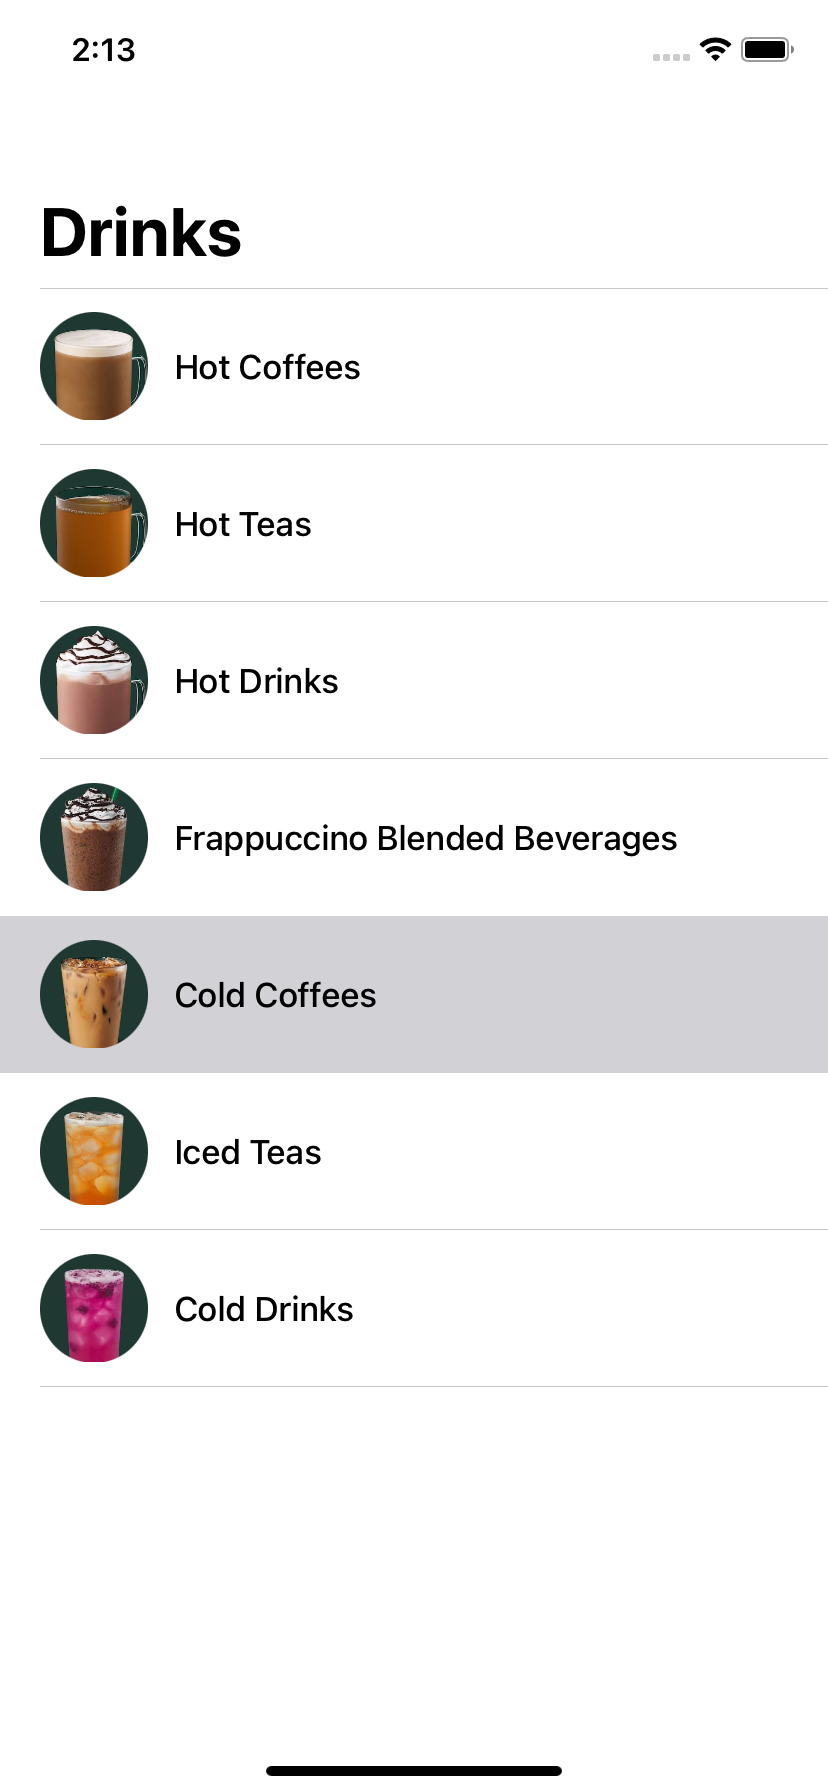 2:13
Drinks
Hot Coffees
Hot Teas
Hot Drinks
Frappuccino Blended Beverages
Cold Coffees
Iced Teas
Cold Drinks